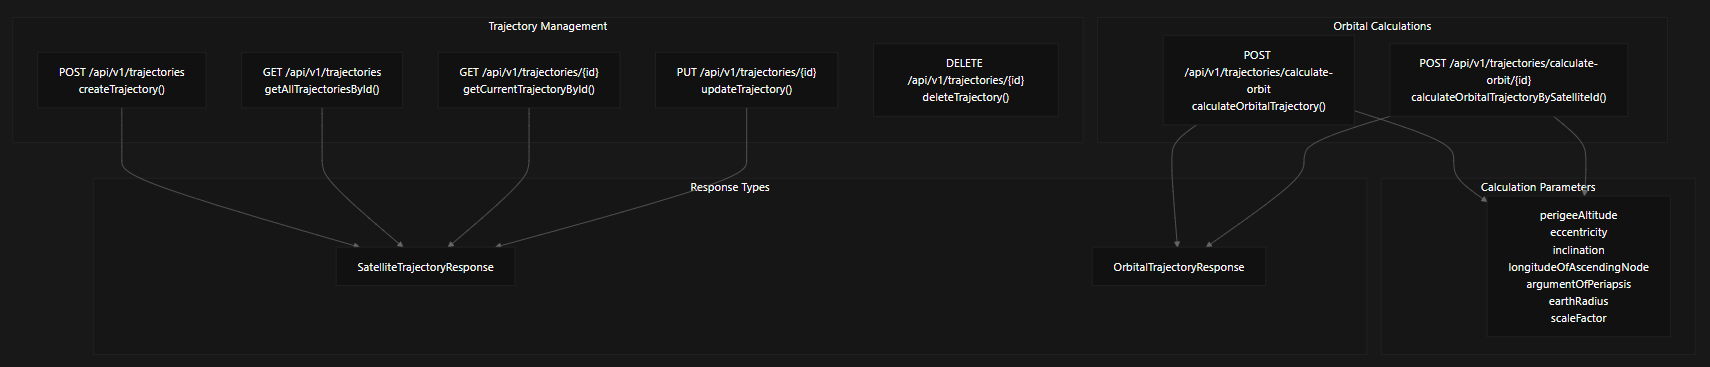 Trajectory Management
POST /api/v1/trajectories
createTrajectory()
GET /api/v1/trajectories
getAllTrajectoriesById()
GET /api/v1/trajectories/{id}
getCurrentTrajectoryById()
PUT /api/v1/trajectories/{id}
updateTrajectory()
DELETE
/api/v1/trajectories/{id}
deleteTrajectory()
Orbital Calculations
POST
/api/v1/trajectories/calculate-
orbit
calculateOrbitalTrajectory()
POST /api/v1/trajectories/calculate-
orbit/{id}
calculateOrbitalTrajectoryBySatelliteId()
Response Types
SatelliteTrajectoryResponse
OrbitalTrajectoryResponse
Calculation Parameters
perigeeAltitude
eccentricity
inclination
longitudeOfAscendingNode
argumentOfPeriapsis
earthRadius
scaleFactor